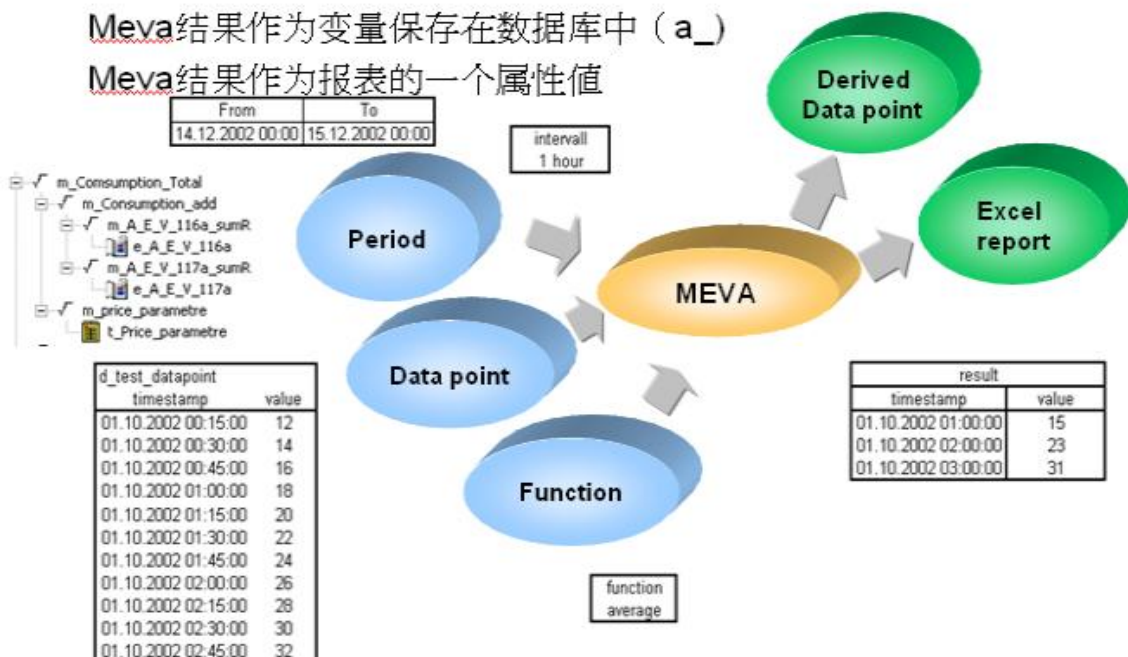 Meva结果作为变量保存在数据库中（a_)
Meva结果作为报表的一个属性值
From To
14.12.2002 00:00 15.12.2002 00:00
intervall
1 hour
Derived
Data point
Excel
report
m_Comsumption_Total
m_Consumption_add
m_A_E_V_116a_sumR
e_A_E_V_116a
m_A_E_V_117a_sumR
e_A_E_V_117a
m_price_parametre
t_Price_parametre
Period
MEVA
Data point
Function
d_test_datapoint
timestamp value
01.10.2002 00:15:00 12
01.10.2002 00:30:00 14
01.10.2002 00:45:00 16
01.10.2002 01:00:00 18
01.10.2002 01:15:00 20
01.10.2002 01:30:00 22
01.10.2002 01:45:00 24
01.10.2002 02:00:00 26
01.10.2002 02:15:00 28
01.10.2002 02:30:00 30
01.10.2002 02:45:00 32
result
timestamp value
01.10.2002 01:00:00 15
01.10.2002 02:00:00 23
01.10.2002 03:00:00 31
function
average